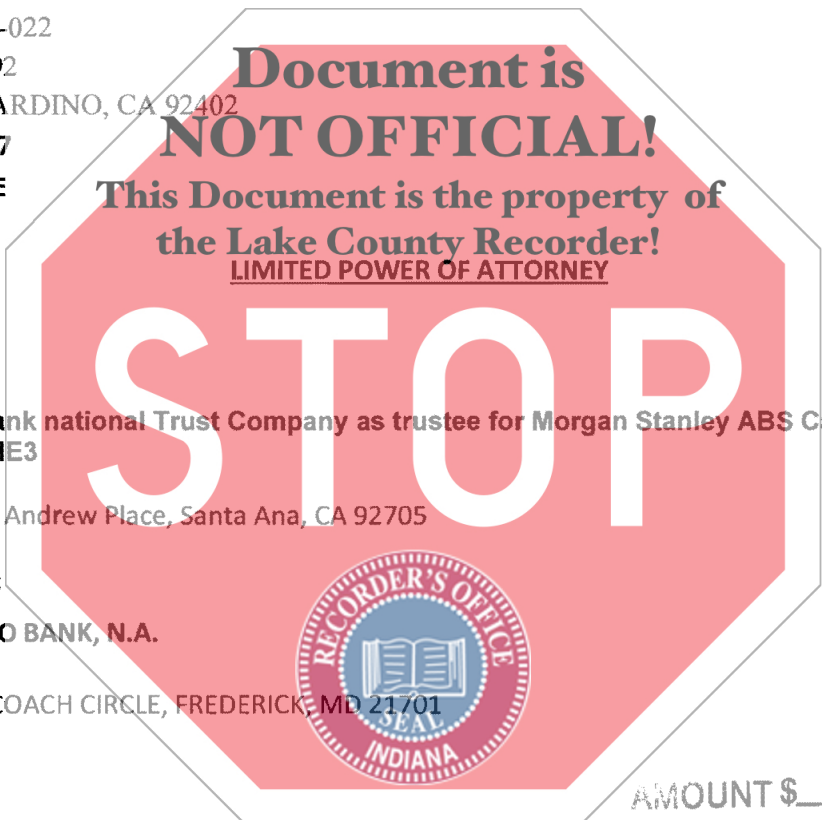 -022
2
ARDINO, CA 92402
7
E
Document is
NOT OFFICIAL!
This Document is the property of
the Lake County Recorder!
LIMITED POWER OF ATTORNEY
STOP
nk national Trust Company as trustee for Morgan Stanley ABS C
E3
Andrew Place, Santa Ana, CA 92705
O BANK, N.A.
COACH CIRCLE, FREDERICK, MD 21701
RECORDER'S OFFICE
SEAL
INDIANA
AMOUNT $